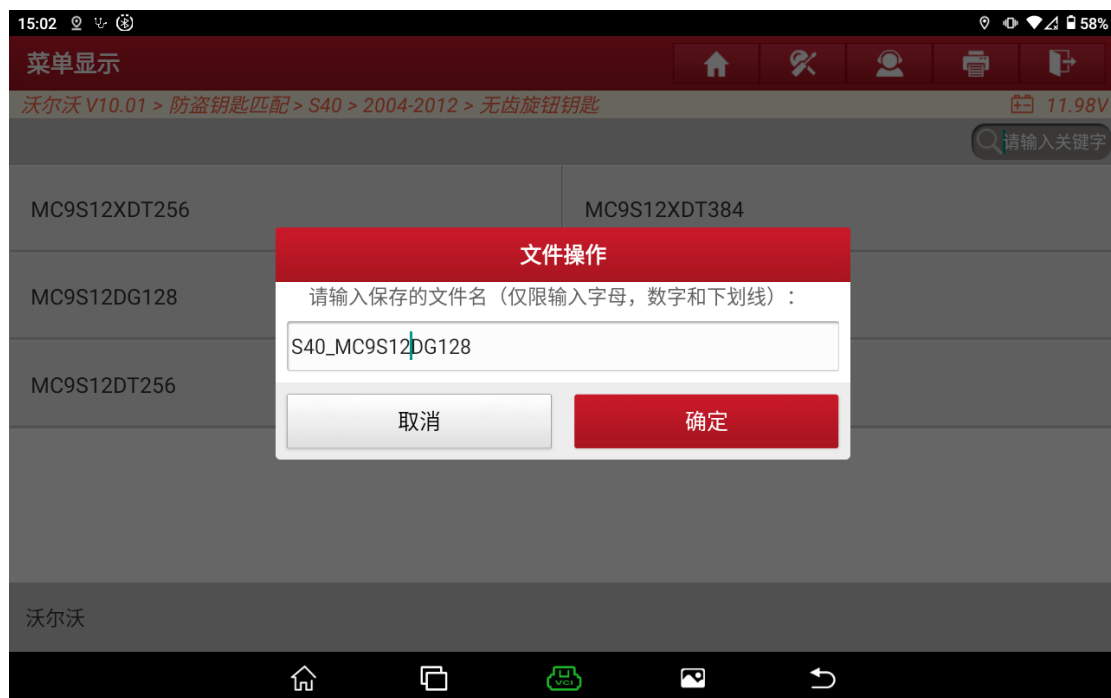 15:02 58%
菜单显示
沃尔沃 V10.01 > 防盗钥匙匹配 > S40 > 2004-2012 > 无齿旋钮钥匙 11.98V
请输入关键字
MC9S12XDT256 MC9S12XDT384
文件操作
MC9S12DG128
请输入保存的文件名（仅限输入字母，数字和下划线）：
S40_MC9S12DG128
MC9S12DT256
取消 确定
沃尔沃
VCI